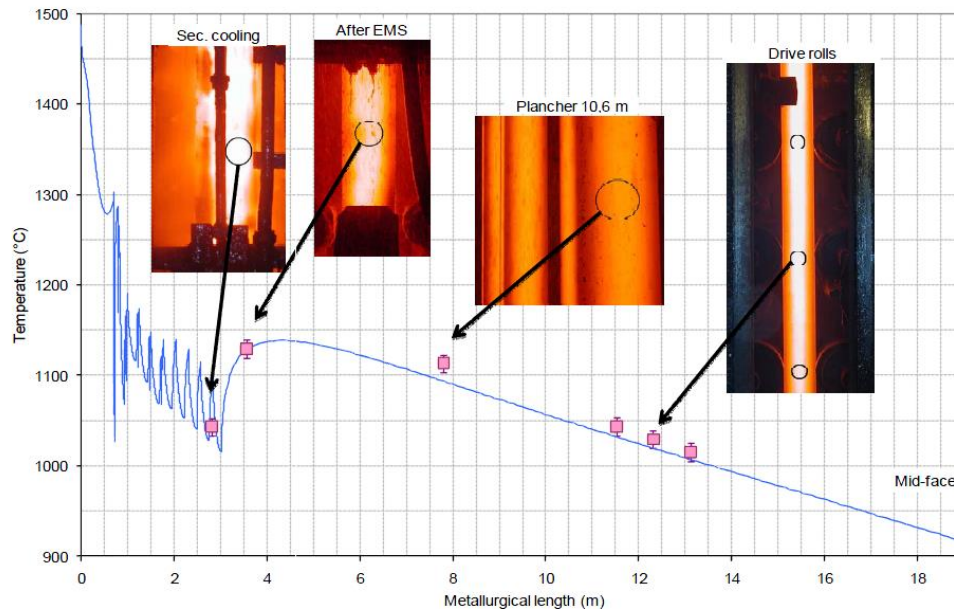 1500
1400
1300
1200
1100
1000
900
Temperature (°C)
Sec. cooling
After EMS
Plancher 10,6 m
Drive rolls
Mid-face
0
2
4
6
8
10
12
14
16
18
Metallurgical length (m)